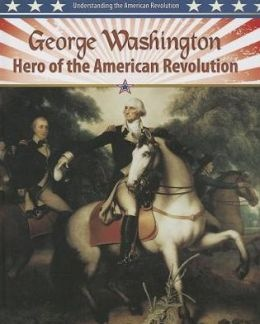 Understanding the American Revolution
George Washington
Hero of the American Revolution